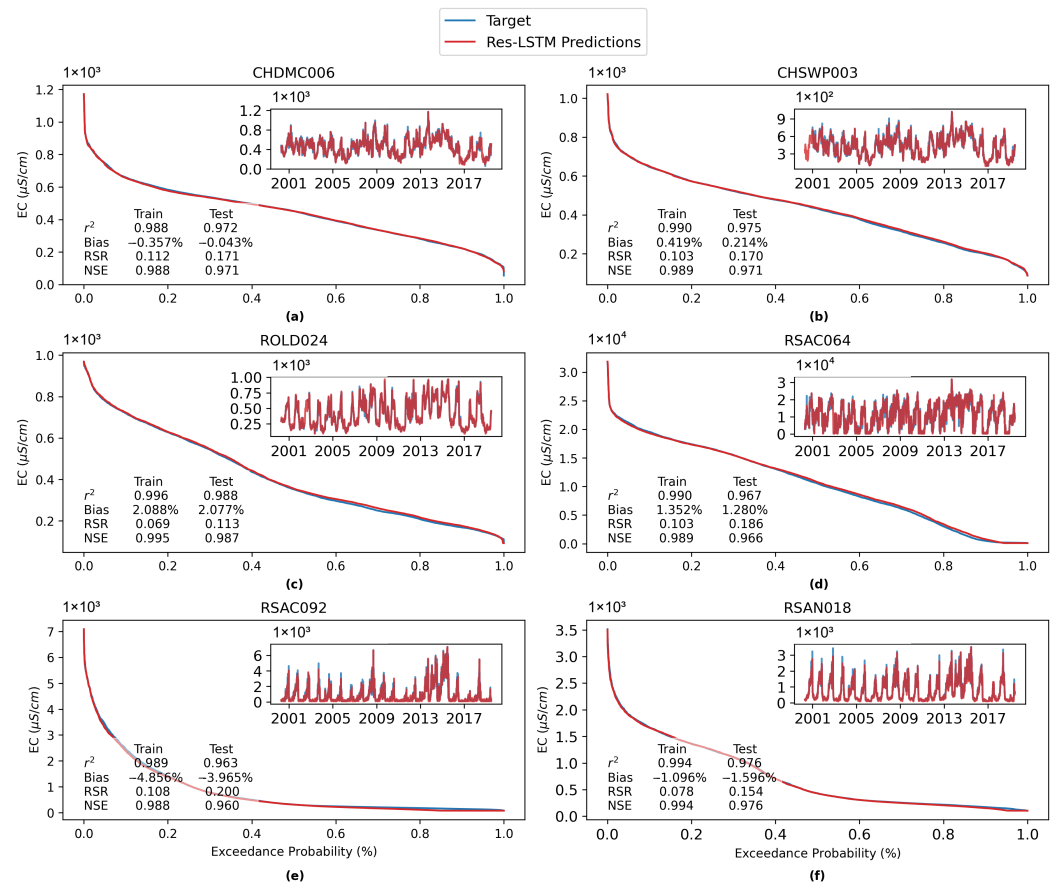 Target
Res-LSTM Predictions
1×10³
CHDMC006
EC (μS/cm)
1.2
1.0
0.8
0.6
0.4
0.2
0.0
1×10³
1.2
0.8
0.4
0.0
2001 2005 2009 2013 2017
Train Test
r² 0.988 0.972
Bias −0.357% −0.043%
RSR 0.112 0.171
NSE 0.988 0.971
0.0 0.2 0.4 0.6 0.8 1.0
(a)
1×10³
CHSWP003
EC (μS/cm)
1.0
0.8
0.6
0.4
0.2
1×10²
9
6
3
2001 2005 2009 2013 2017
Train Test
r² 0.990 0.975
Bias 0.419% 0.214%
RSR 0.103 0.170
NSE 0.989 0.971
0.0 0.2 0.4 0.6 0.8 1.0
(b)
1×10³
ROLD024
EC (μS/cm)
1.0
0.8
0.6
0.4
0.2
1×10³
1.00
0.75
0.50
0.25
2001 2005 2009 2013 2017
Train Test
r² 0.996 0.988
Bias 2.088% 2.077%
RSR 0.069 0.113
NSE 0.995 0.987
0.0 0.2 0.4 0.6 0.8 1.0
(c)
1×10⁴
RSAC064
EC (μS/cm)
3.0
2.5
2.0
1.5
1.0
0.5
0.0
1×10⁴
3
2
1
0
2001 2005 2009 2013 2017
Train Test
r² 0.990 0.967
Bias 1.352% 1.280%
RSR 0.103 0.186
NSE 0.989 0.966
0.0 0.2 0.4 0.6 0.8 1.0
(d)
1×10³
RSAC092
EC (μS/cm)
7
6
5
4
3
2
1
0
1×10³
6
4
2
0
2001 2005 2009 2013 2017
Train Test
r² 0.989 0.963
Bias −4.856% −3.965%
RSR 0.108 0.200
NSE 0.988 0.960
0.0 0.2 0.4 0.6 0.8 1.0
Exceedance Probability (%)
(e)
1×10³
RSAN018
EC (μS/cm)
3.5
3.0
2.5
2.0
1.5
1.0
0.5
0.0
1×10³
3
2
1
0
2001 2005 2009 2013 2017
Train Test
r² 0.994 0.976
Bias −1.096% −1.596%
RSR 0.078 0.154
NSE 0.994 0.976
0.0 0.2 0.4 0.6 0.8 1.0
Exceedance Probability (%)
(f)